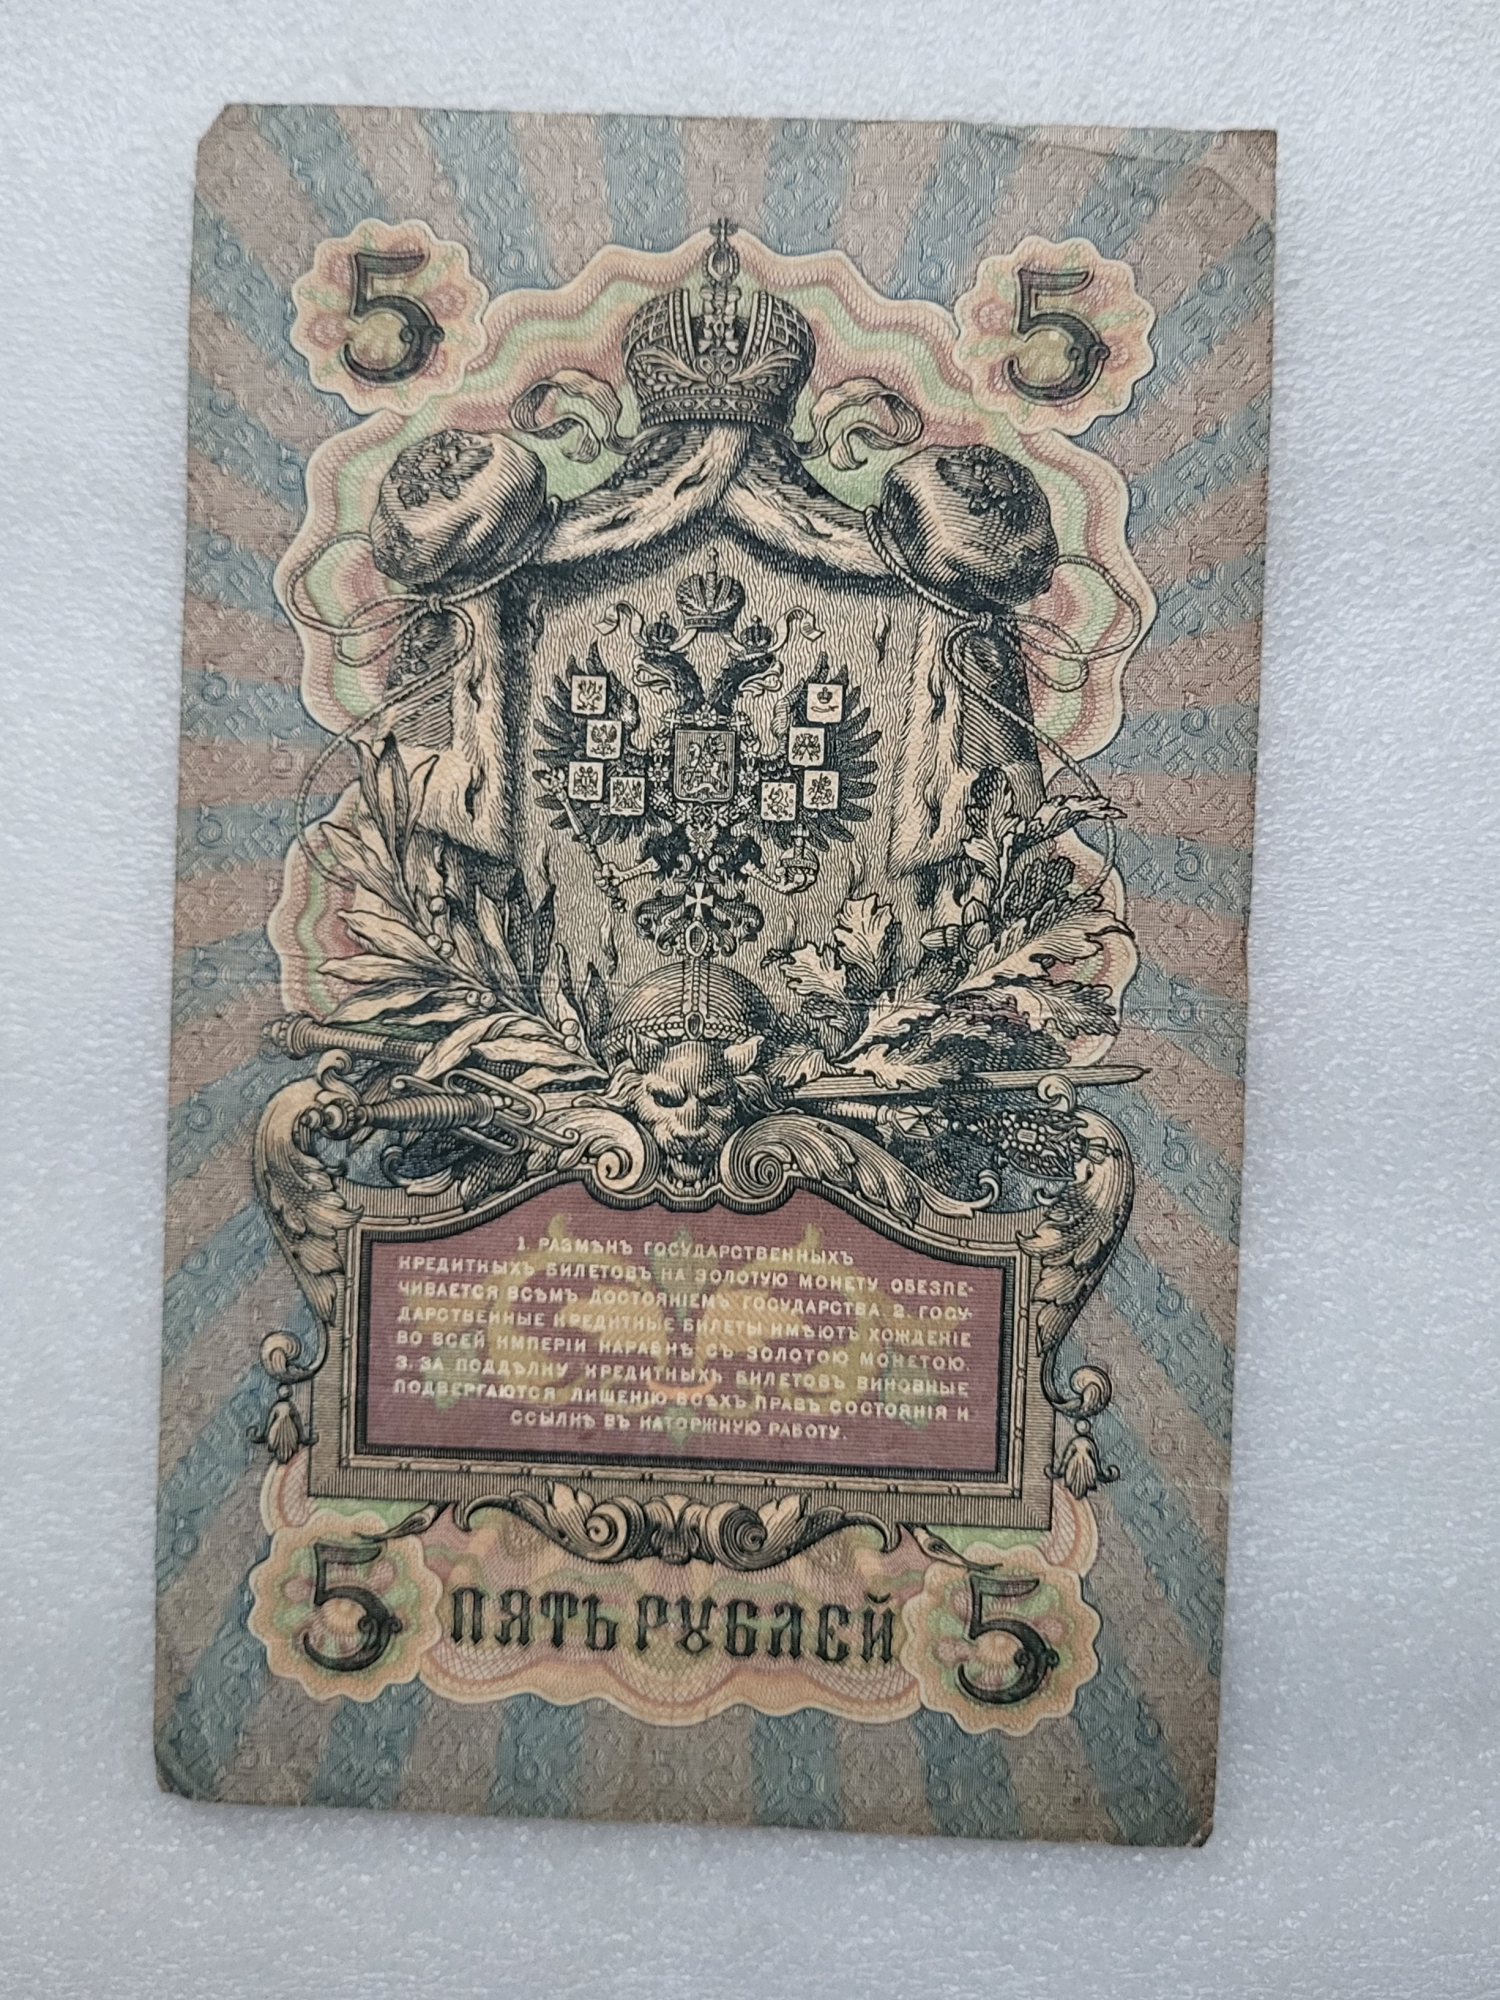 5 5
1. РАЗМѢНЪ ГОСУДАРСТВЕННЫХЪ
КРЕДИТНЫХЪ БИЛЕТОВЪ НА ЗОЛОТУЮ МОНЕТУ ОБЕЗПЕ-
ЧИВАЕТСЯ ВСѢМЪ ДОСТОЯНІЕМЪ ГОСУДАРСТВА. 2. ГОСУ-
ДАРСТВЕННЫЕ КРЕДИТНЫЕ БИЛЕТЫ ИМѢЮТЪ ХОЖДЕНІЕ
ВО ВСЕЙ ИМПЕРІИ НАРАВНѢ СЪ ЗОЛОТОЮ МОНЕТОЮ.
3. ЗА ПОДДѢЛКУ КРЕДИТНЫХЪ БИЛЕТОВЪ ВИНОВНЫЕ
ПОДВЕРГАЮТСЯ ЛИШЕНІЮ ВСѢХЪ ПРАВЪ СОСТОЯНІЯ И
ССЫЛКѢ ВЪ КАТОРЖНУЮ РАБОТУ.
5 ПЯТЬ РУБЛЕЙ 5